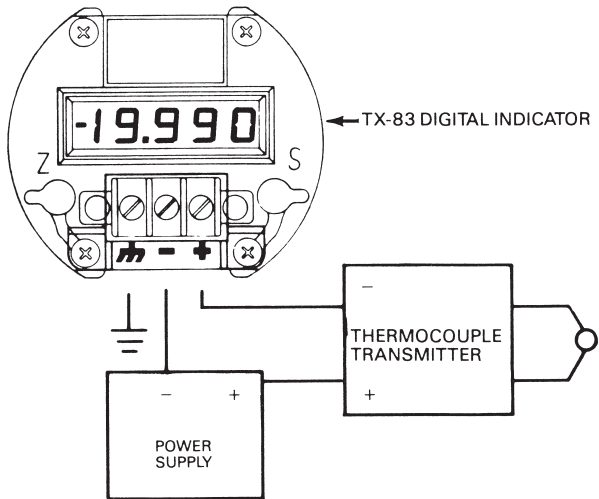 -19.990
TX-83 DIGITAL INDICATOR
Z
S
- +
−
THERMOCOUPLE
TRANSMITTER
+
− +
POWER
SUPPLY